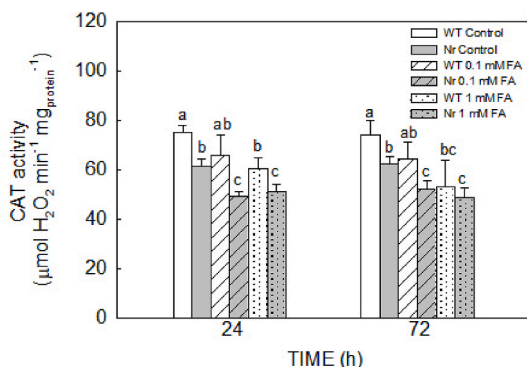 CAT activity
(μmol H₂O₂ min⁻¹ mg protein⁻¹)
120
100
80
60
40
20
0
WT Control
Nr Control
WT 0.1 mM FA
Nr 0.1 mM FA
WT 1 mM FA
Nr 1 mM FA
a b ab c b c
a b ab c bc c
24 72
TIME (h)